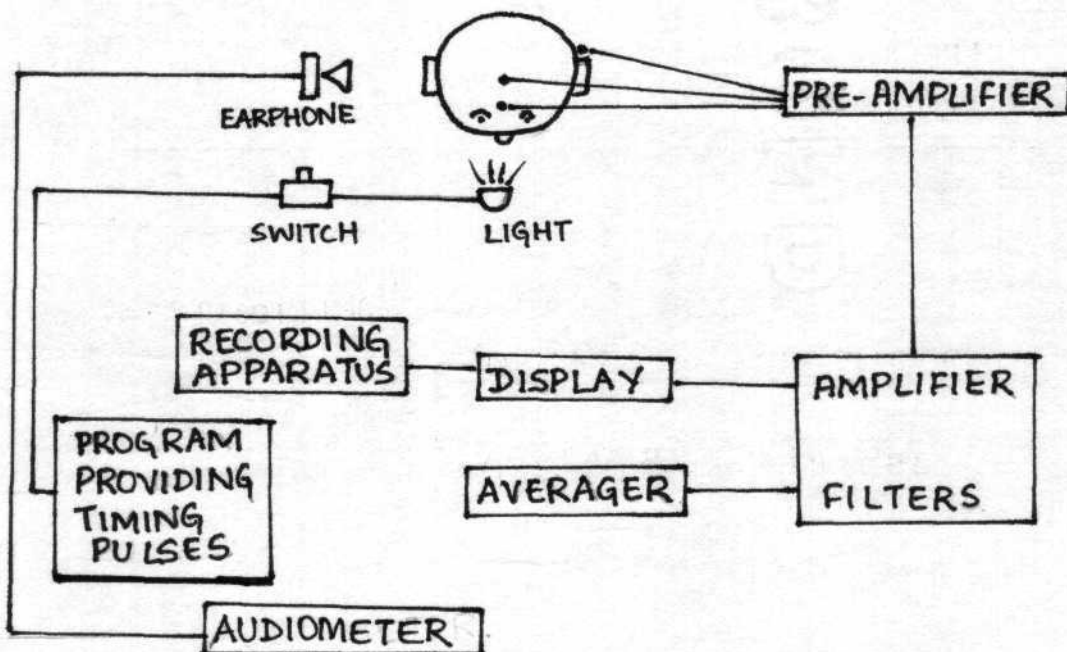 EARPHONE
PRE-AMPLIFIER
SWITCH
LIGHT
RECORDING
APPARATUS
DISPLAY
AMPLIFIER
FILTERS
PROGRAM
PROVIDING
TIMING
PULSES
AVERAGER
AUDIOMETER